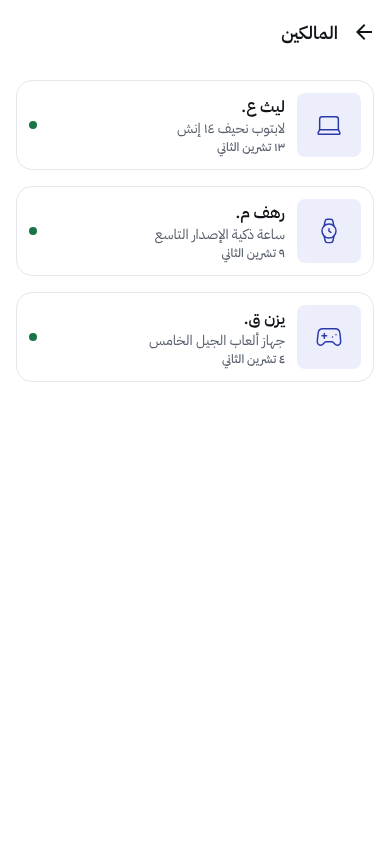 المالكين
ليث ع.
لابتوب نحيف ١٤ إنش
١٣ تشرين الثاني
رهف م.
ساعة ذكية الإصدار التاسع
٩ تشرين الثاني
يزن ق.
جهاز ألعاب الجيل الخامس
٤ تشرين الثاني